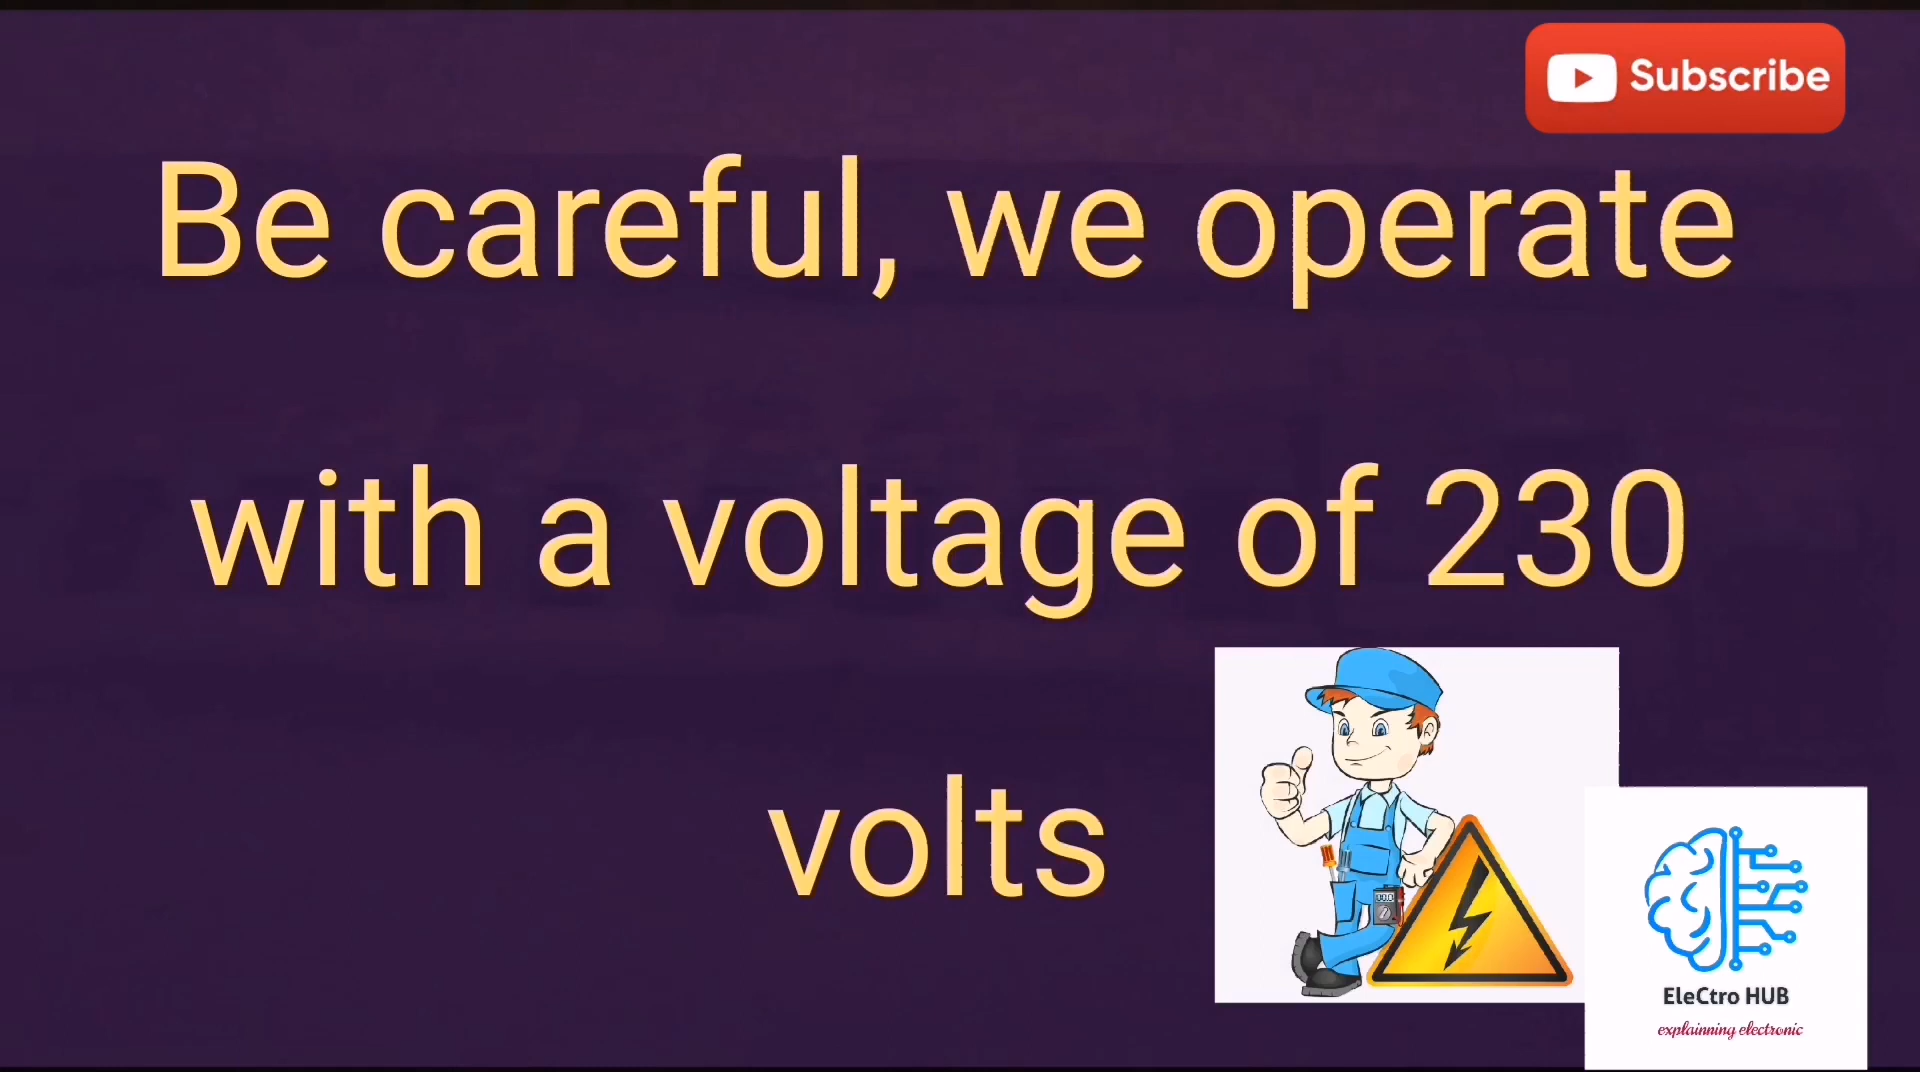 Subscribe
Be careful, we operate
with a voltage of 230
volts
EleCtro HUB
explainning electronic